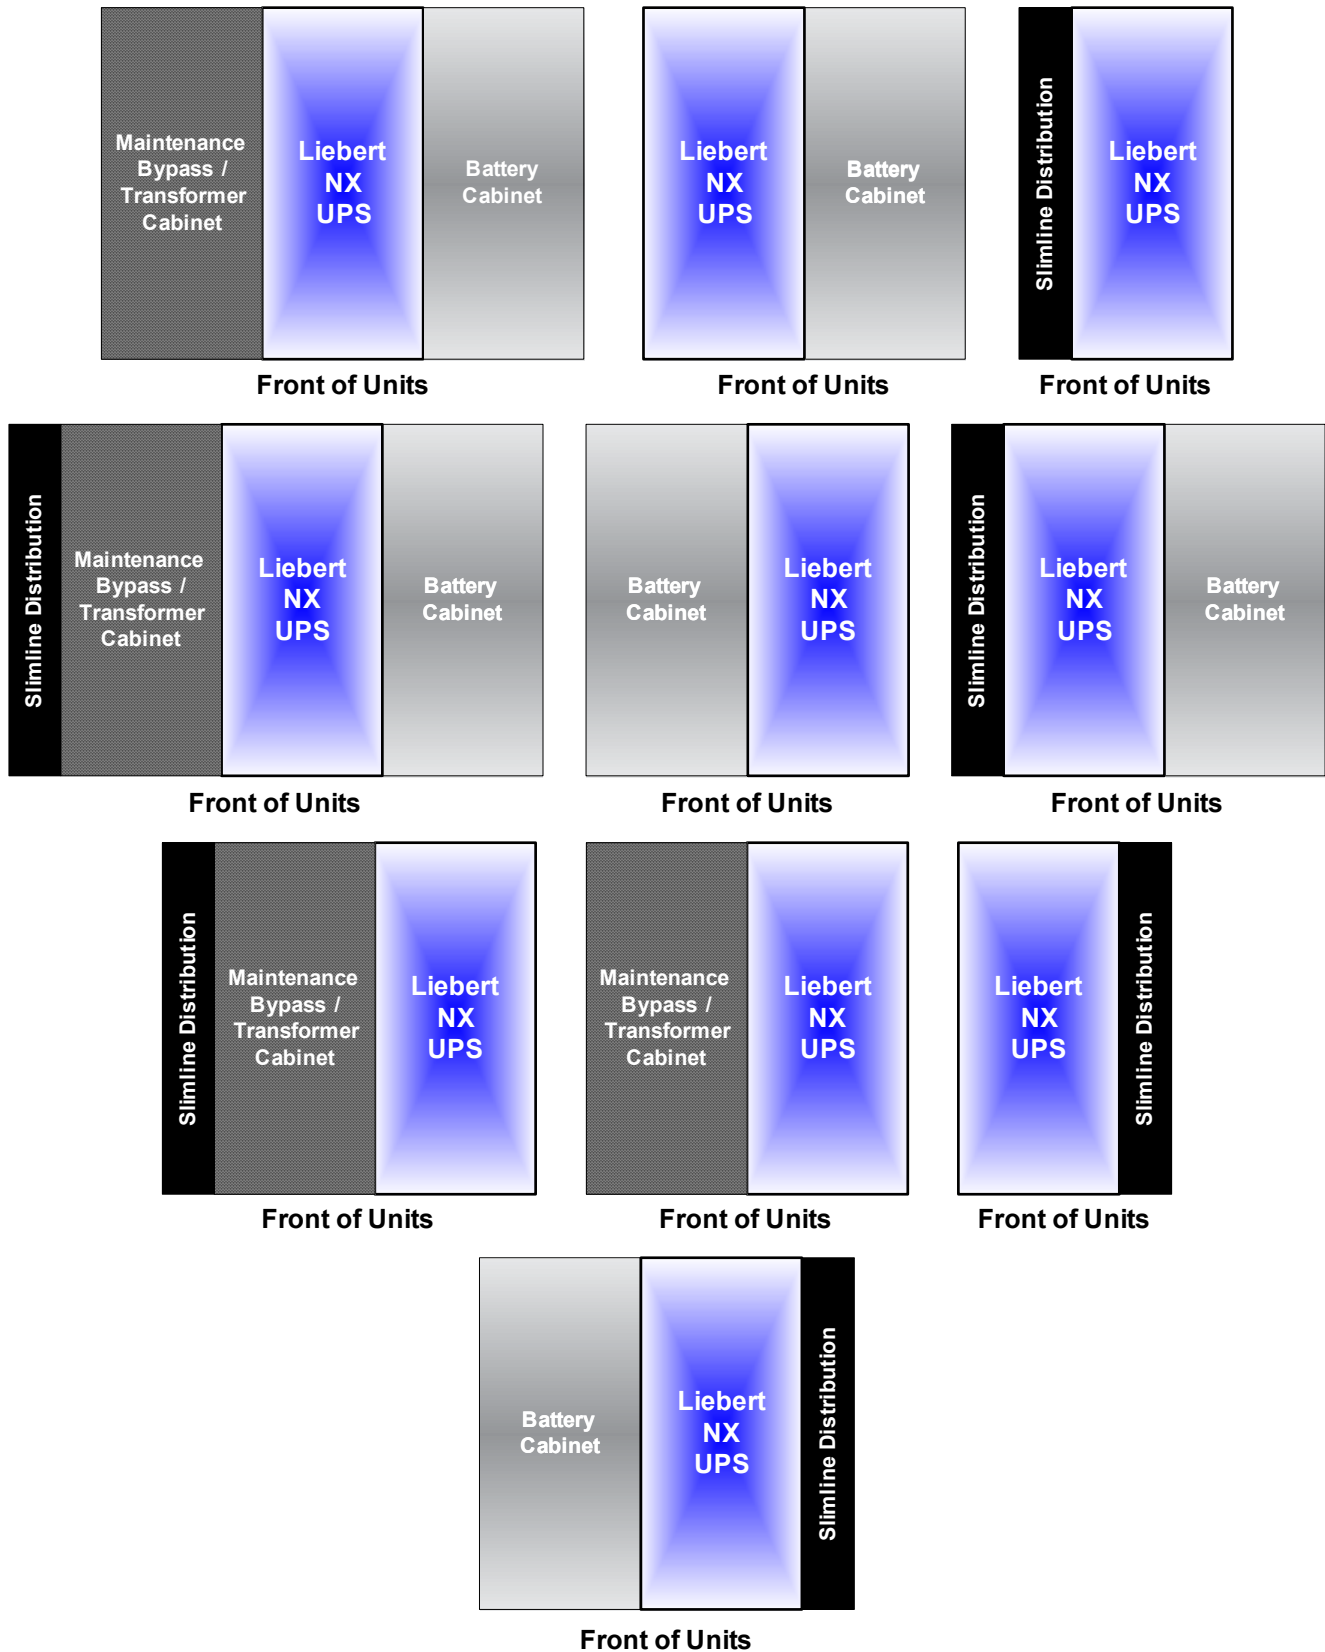 Maintenance
Bypass /
Transformer
Cabinet
Liebert
NX
UPS
Battery
Cabinet
Front of Units
Liebert
NX
UPS
Battery
Cabinet
Front of Units
Slimline Distribution
Liebert
NX
UPS
Front of Units
Slimline Distribution
Maintenance
Bypass /
Transformer
Cabinet
Liebert
NX
UPS
Battery
Cabinet
Front of Units
Battery
Cabinet
Liebert
NX
UPS
Front of Units
Slimline Distribution
Liebert
NX
UPS
Battery
Cabinet
Front of Units
Slimline Distribution
Maintenance
Bypass /
Transformer
Cabinet
Liebert
NX
UPS
Front of Units
Maintenance
Bypass /
Transformer
Cabinet
Liebert
NX
UPS
Front of Units
Liebert
NX
UPS
Slimline Distribution
Front of Units
Battery
Cabinet
Liebert
NX
UPS
Slimline Distribution
Front of Units